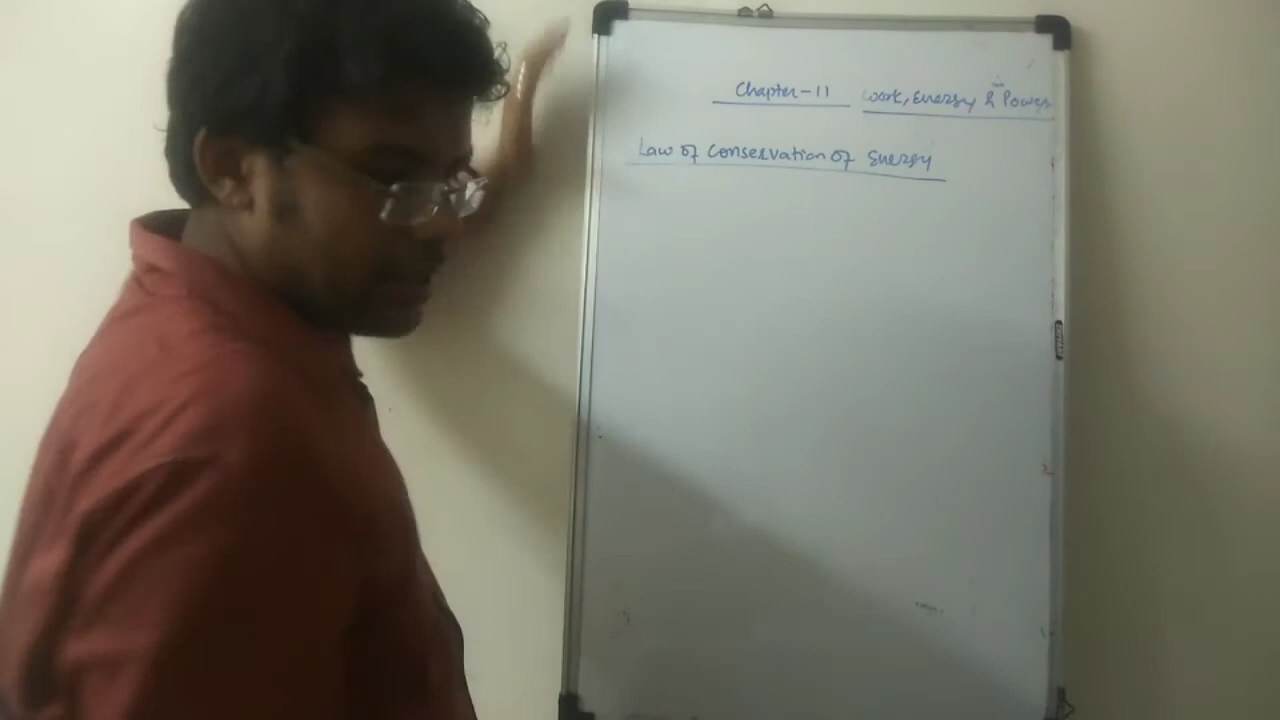 Chapter-11 Work, Energy & Power
Law of Conservation of Energy